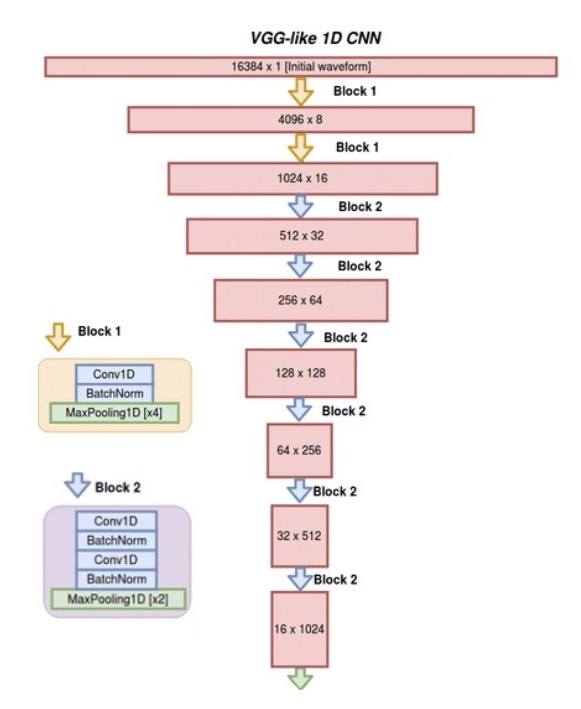 VGG-like 1D CNN
16384 x 1 [Initial waveform]
Block 1
4096 x 8
Block 1
1024 x 16
Block 2
512 x 32
Block 2
256 x 64
Block 2
128 x 128
Block 2
64 x 256
Block 2
32 x 512
Block 2
16 x 1024
Block 1
Conv1D
BatchNorm
MaxPooling1D [x4]
Block 2
Conv1D
BatchNorm
Conv1D
BatchNorm
MaxPooling1D [x2]